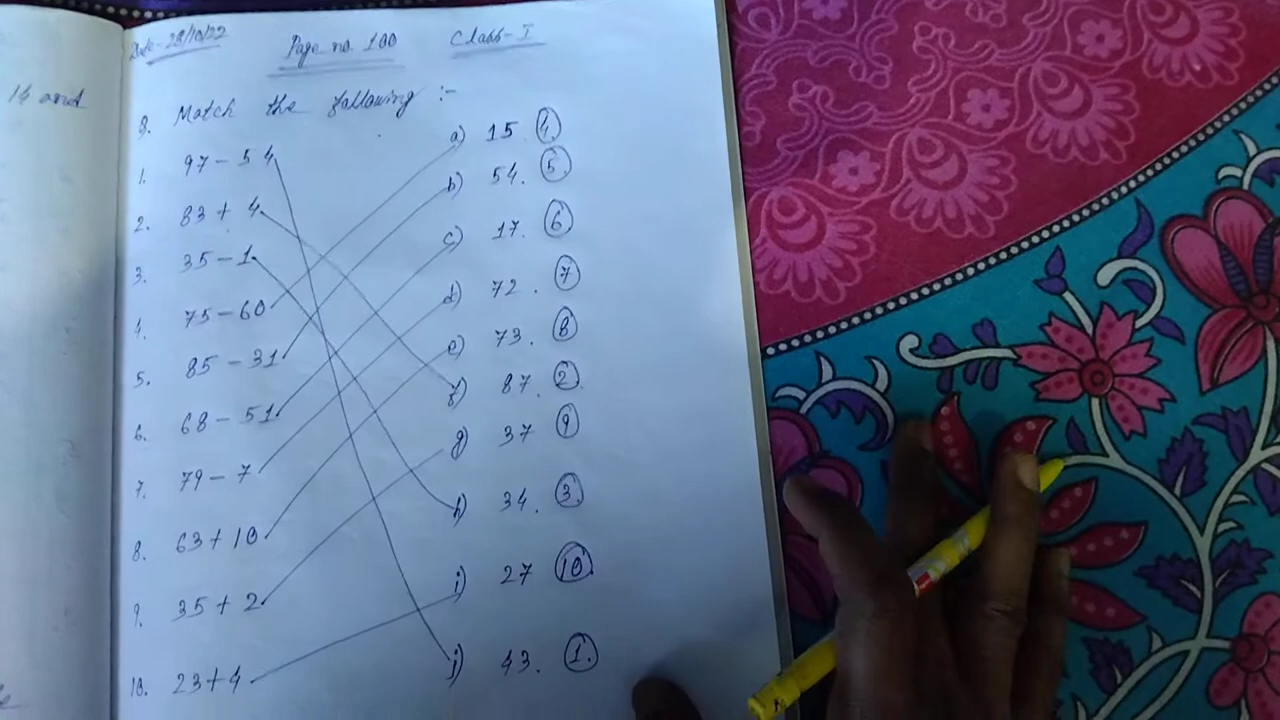 14 and
Date - 28/10/22 Page no. 100 Class - I
3. Match the following :-
1. 97 - 54 a) 15. 4.
2. 83 + 4 b) 54. 5.
3. 35 - 1 c) 17. 6
4. 75 - 60 d) 72. 7
5. 85 - 31 e) 73. 8
6. 68 - 51 f) 87. 2.
7. 79 - 7 g) 37 9
8. 63 + 10 h) 34. 3.
9. 35 + 2 i) 27 10.
10. 23 + 4 j) 43. 1.